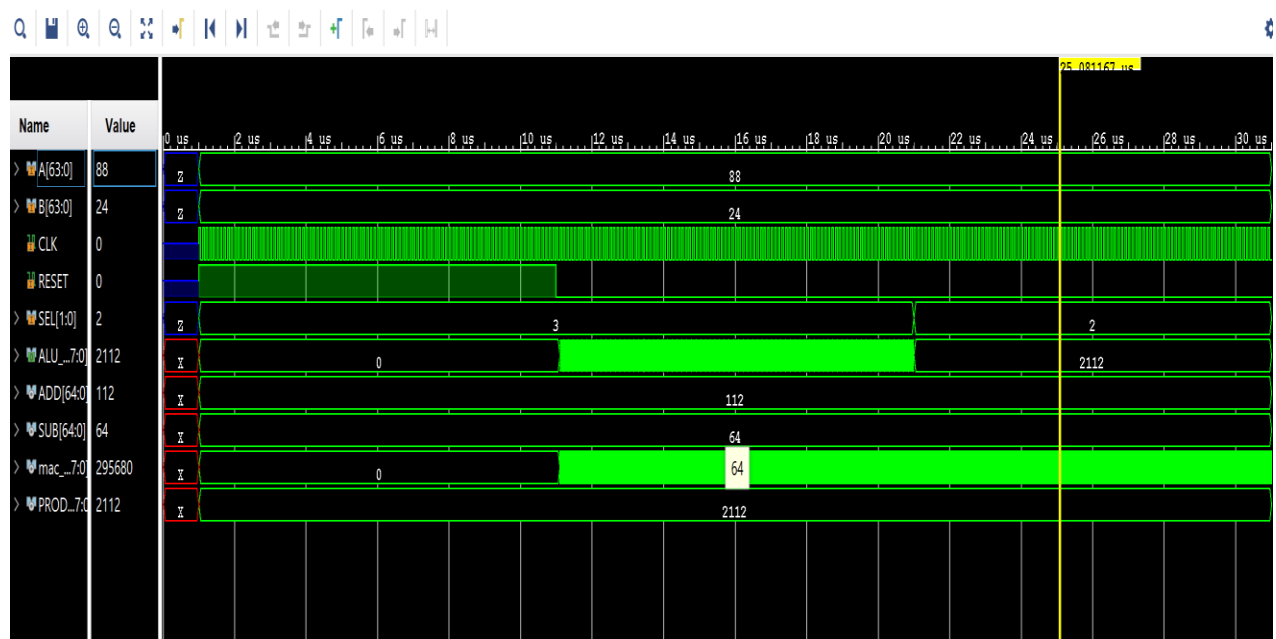 25.081167 us
Name Value
0 us 2 us 4 us 6 us 8 us 10 us 12 us 14 us 16 us 18 us 20 us 22 us 24 us 26 us 28 us 30 us
A[63:0] 88 Z 88
B[63:0] 24 Z 24
CLK 0
RESET 0
SEL[1:0] 2 Z 3 2
ALU_...7:0] 2112 X 0 2112
ADD[64:0] 112 X 112
SUB[64:0] 64 X 64
mac_...7:0] 295680 X 0 64
PROD...7:0 2112 X 2112